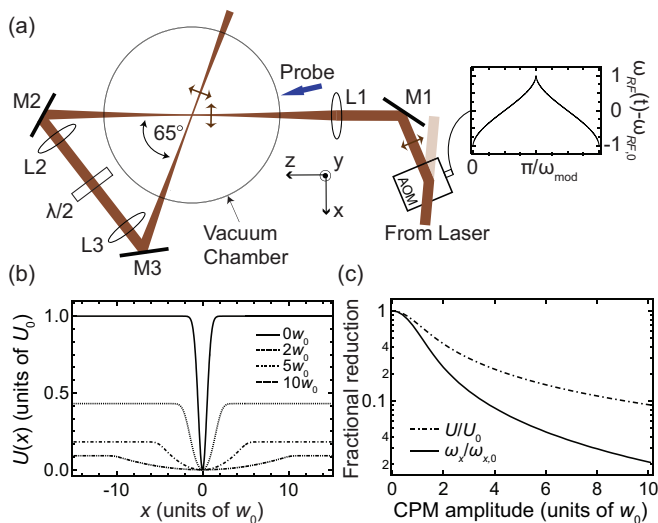 (a)
M2
L2
λ/2
L3
M3
65°
Vacuum
Chamber
Probe
L1
M1
AOM
From Laser
z
y
x
1
0
-1
ω_RF(t)-ω_RF,0
0
π/ω_mod
(b)
U(x) (units of U_0)
1.0
0.5
0.0
0w_0
2w_0
5w_0
10w_0
-10
0
10
x (units of w_0)
(c)
Fractional reduction
1
4
2
0.1
4
2
U/U_0
ω_x/ω_x,0
0
2
4
6
8
10
CPM amplitude (units of w_0)